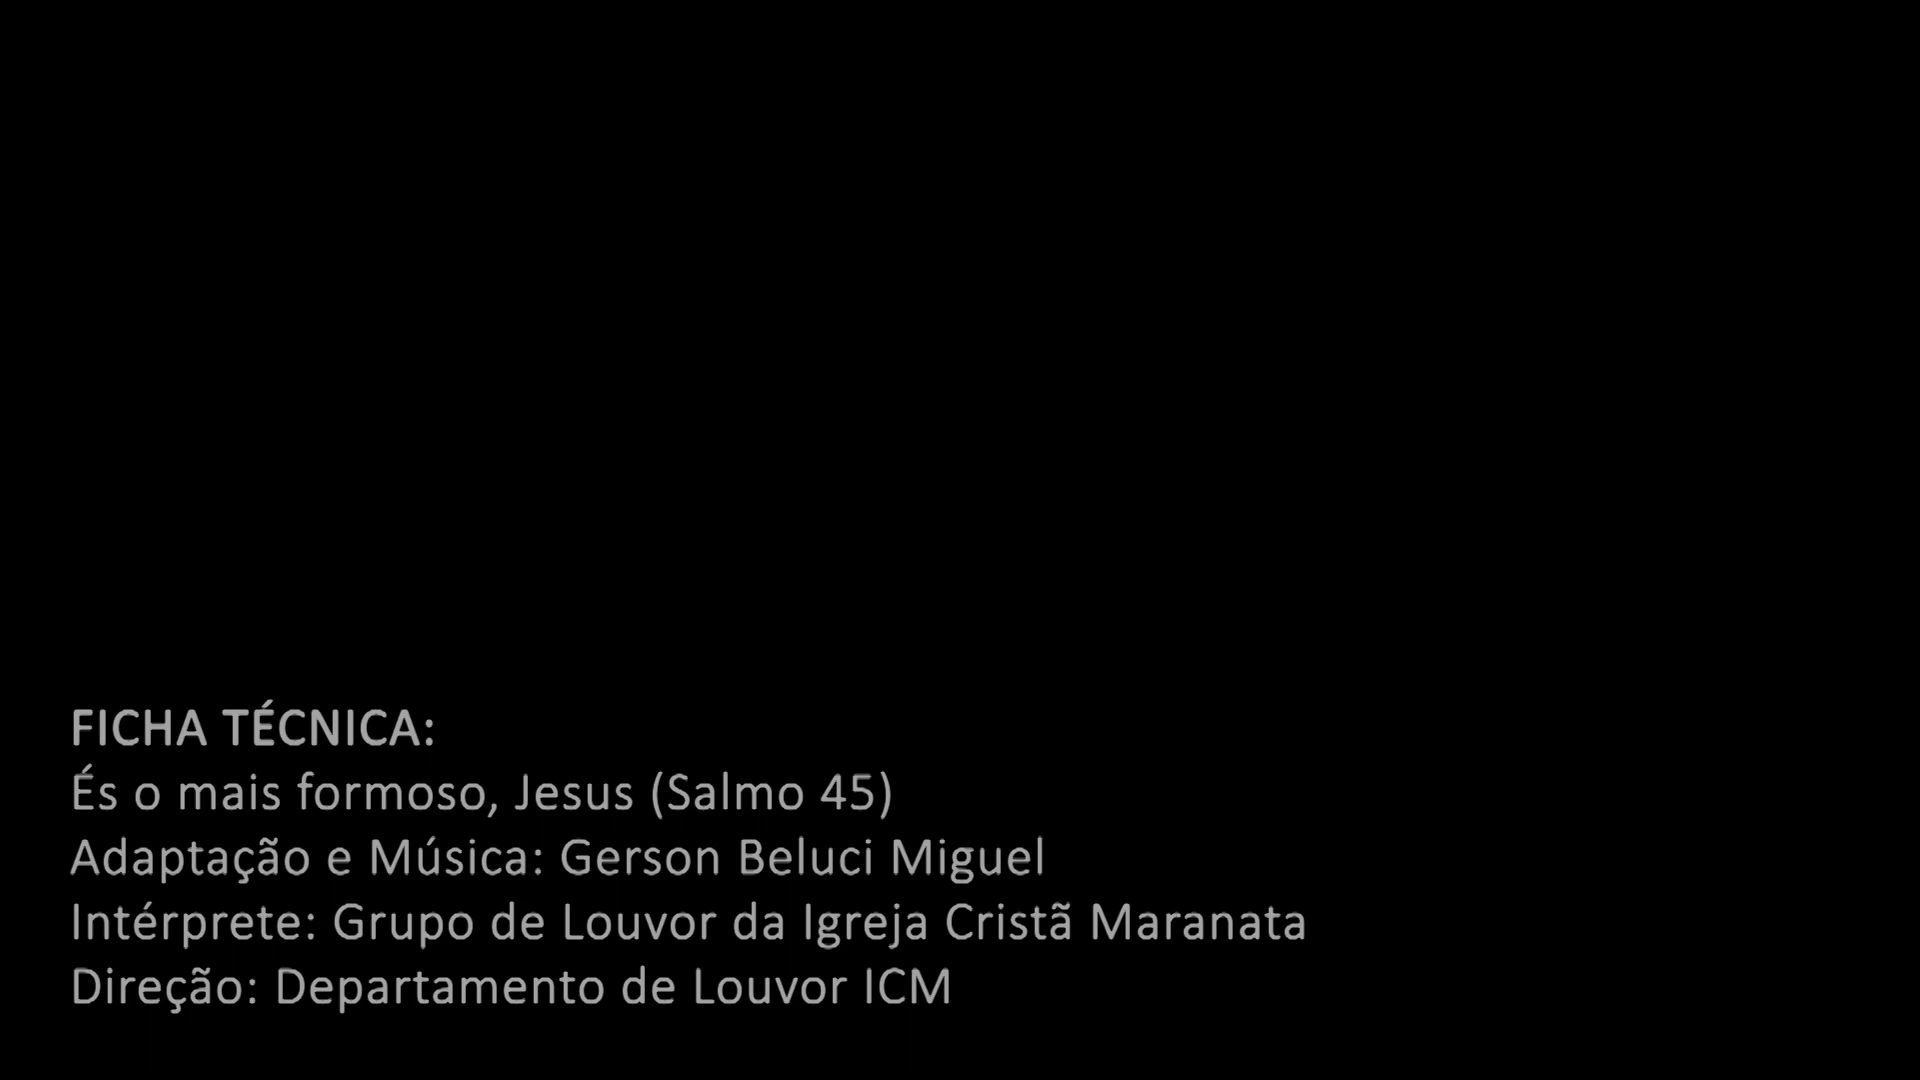 FICHA TÉCNICA:
És o mais formoso, Jesus (Salmo 45)
Adaptação e Música: Gerson Beluci Miguel
Intérprete: Grupo de Louvor da Igreja Cristã Maranata
Direção: Departamento de Louvor ICM